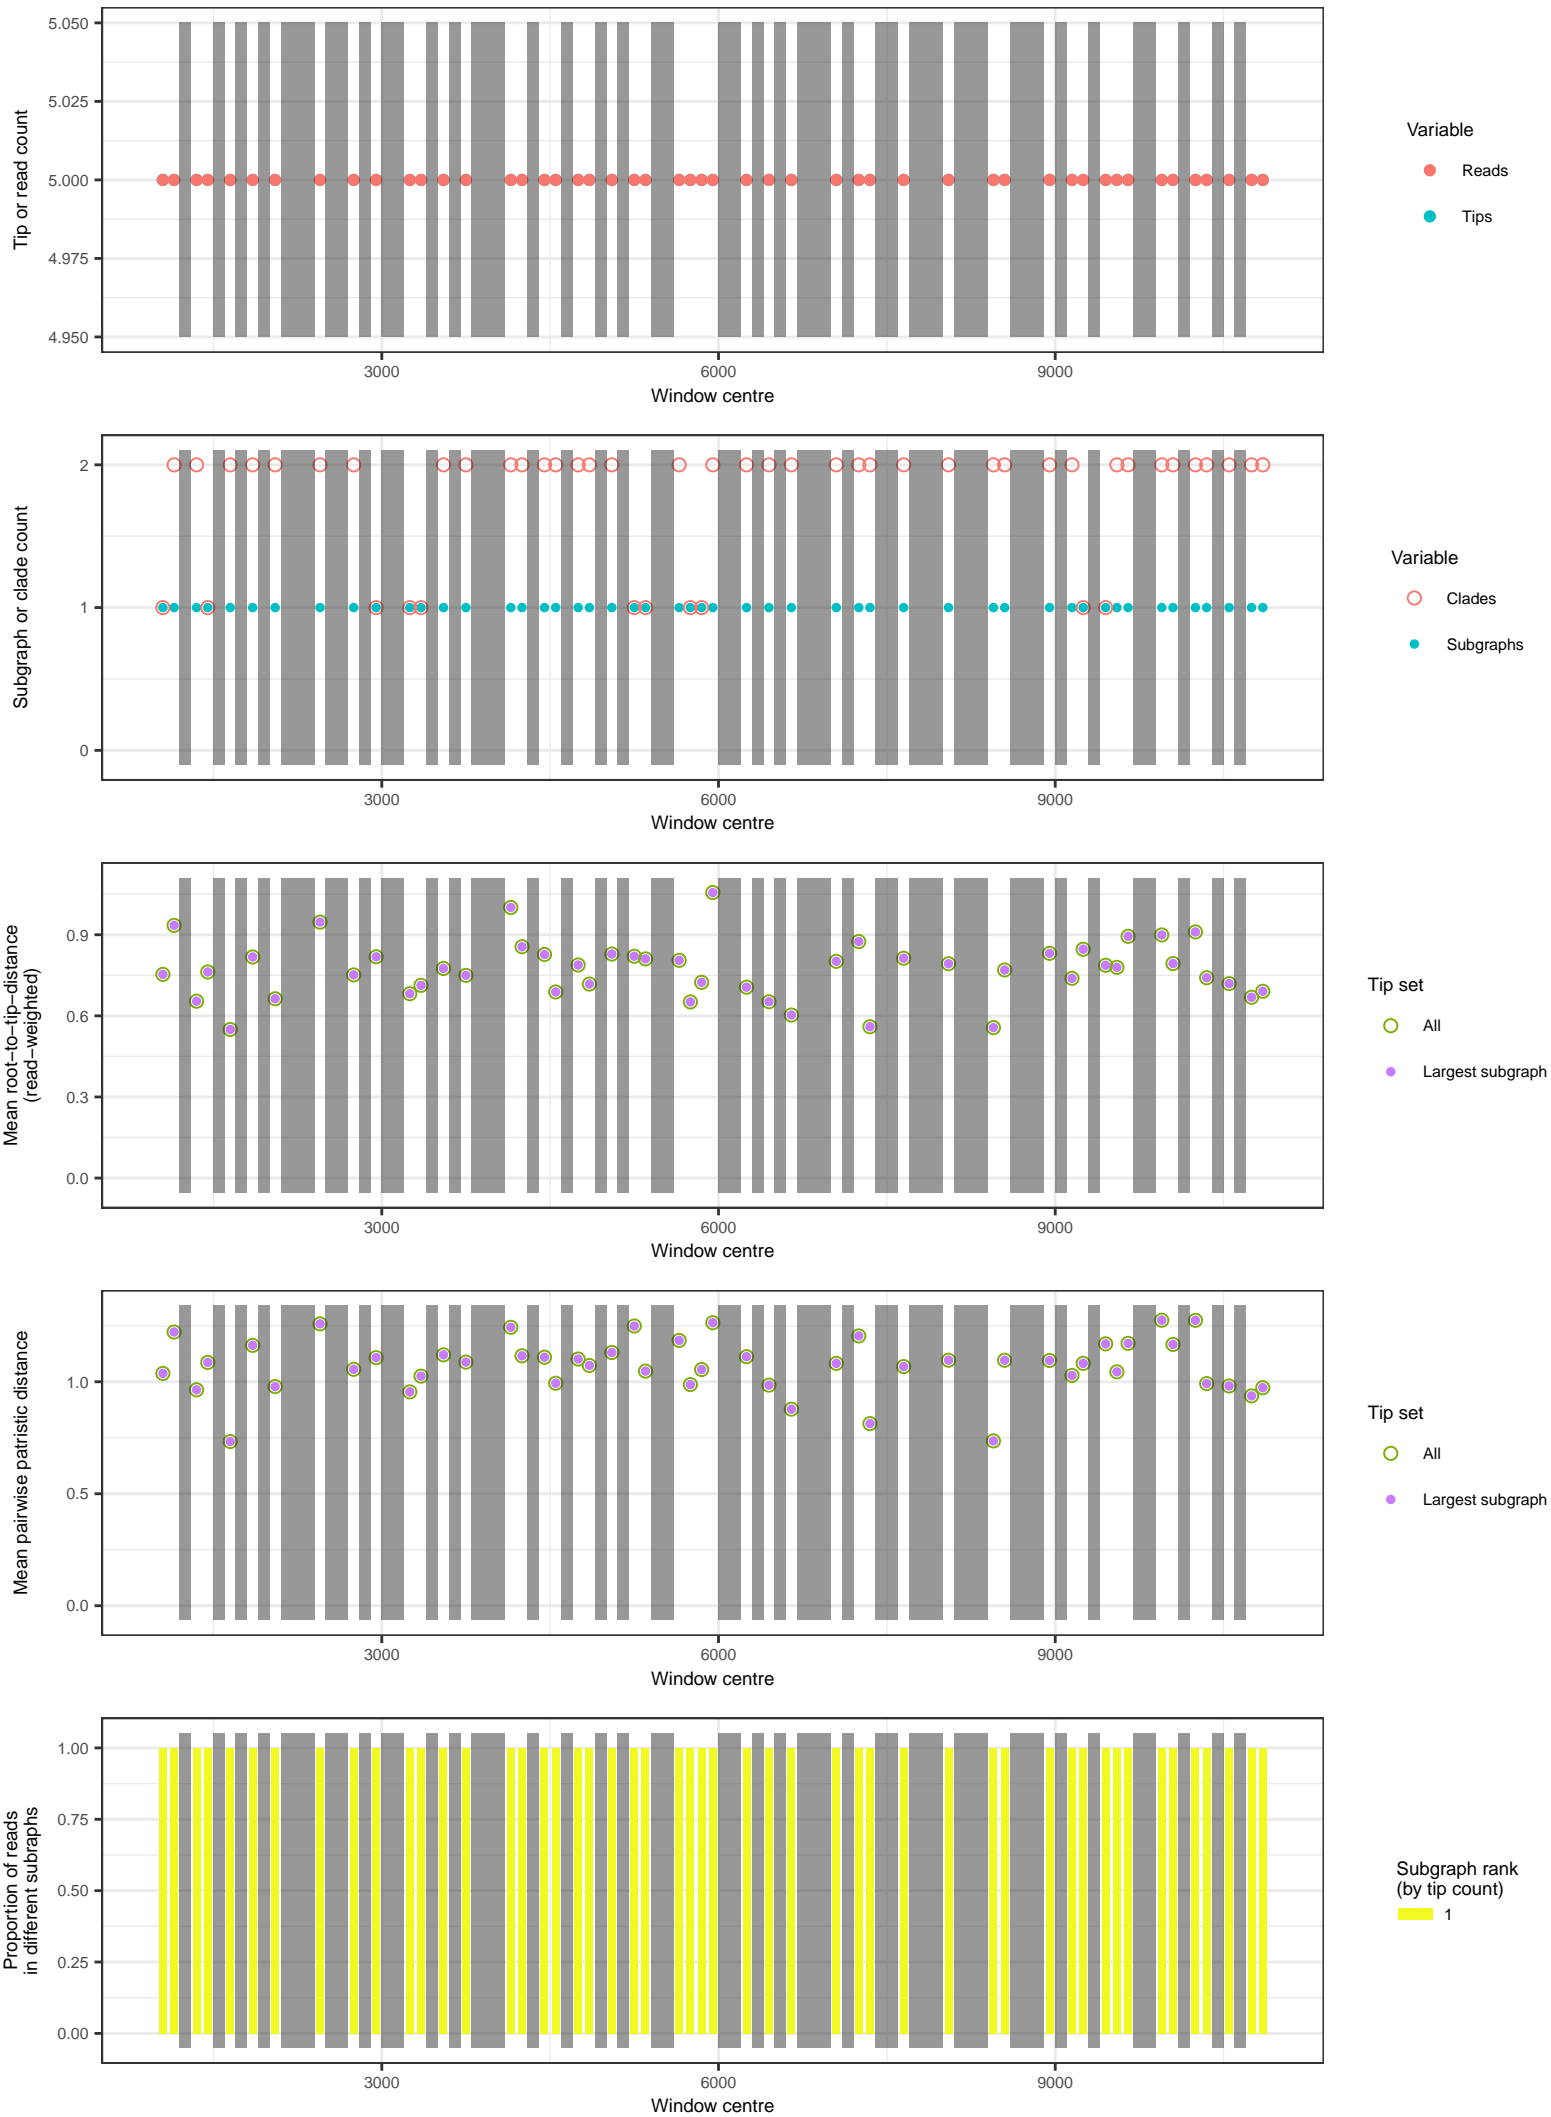 5.050
5.025
5.000
4.975
4.950
Tip or read count
3000
6000
9000
Window centre
Variable
Reads
Tips
2
1
0
Subgraph or clade count
3000
6000
9000
Window centre
Variable
Clades
Subgraphs
0.9
0.6
0.3
0.0
Mean root−to−tip−distance
(read−weighted)
3000
6000
9000
Window centre
Tip set
All
Largest subgraph
1.0
0.5
0.0
Mean pairwise patristic distance
3000
6000
9000
Window centre
Tip set
All
Largest subgraph
1.00
0.75
0.50
0.25
0.00
Proportion of reads
in different subraphs
3000
6000
9000
Window centre
Subgraph rank
(by tip count)
1